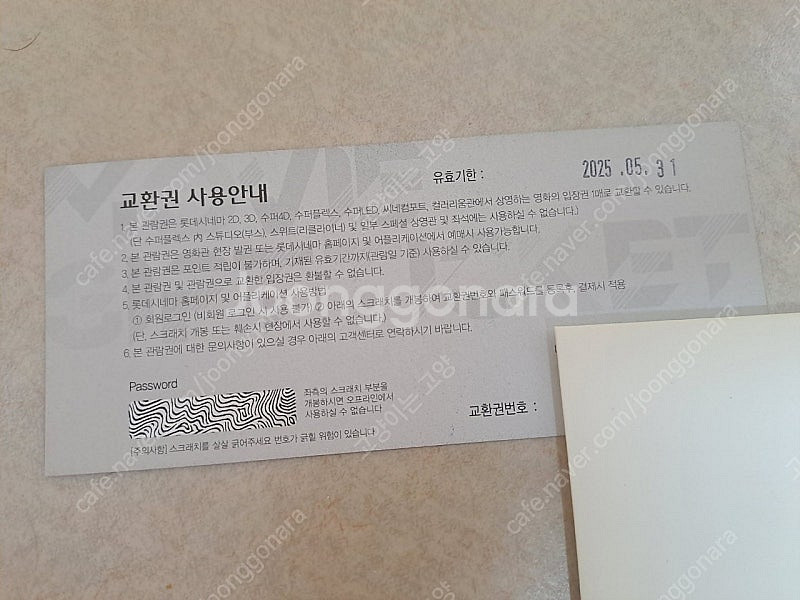 유효기한 : 2025 .05. 31
교환권 사용안내
1. 본 관람권은 롯데시네마 2D, 3D, 수퍼4D, 수퍼플렉스, 수퍼LED, 씨네컴포트, 컬러리움관에서 상영하는 영화의 입장권 1매로 교환할 수 있습니다.
(단 수퍼플렉스 內 스튜디오(부스), 스위트(리클라이너) 및 일부 스페셜 상영관 및 좌석에는 사용하실 수 없습니다.)
2. 본 관람권은 영화관 현장 발권 또는 롯데시네마 홈페이지 및 어플리케이션에서 예매시 사용가능합니다.
3. 본 관람권은 포인트 적립이 불가하며, 기재된 유효기간까지(관람일 기준) 사용하셔야 합니다.
4. 본 관람권 및 관람권으로 교환한 입장권은 환불할 수 없습니다.
5. 롯데시네마 홈페이지 및 어플리케이션 사용방법
① 회원로그인 (비회원 로그인 시 사용 불가) ② 아래의 스크래치를 개봉하여 교환권번호와 패스워드를 등록후, 결제시 적용
(단, 스크래치 개봉 또는 훼손시 현장에서 사용할 수 없습니다.)
6. 본 관람권에 대한 문의사항이 있으실 경우 아래의 고객센터로 연락하시기 바랍니다.
Password
좌측의 스크래치 부분을
개봉하시면 오프라인에서
사용하실 수 없습니다
교환권번호 :
[주의사항] 스크래치를 살살 긁어주세요 번호가 긁힐 위험이 있습니다
joonggonara
cafe.naver.com/joonggonara
고양이는 고양